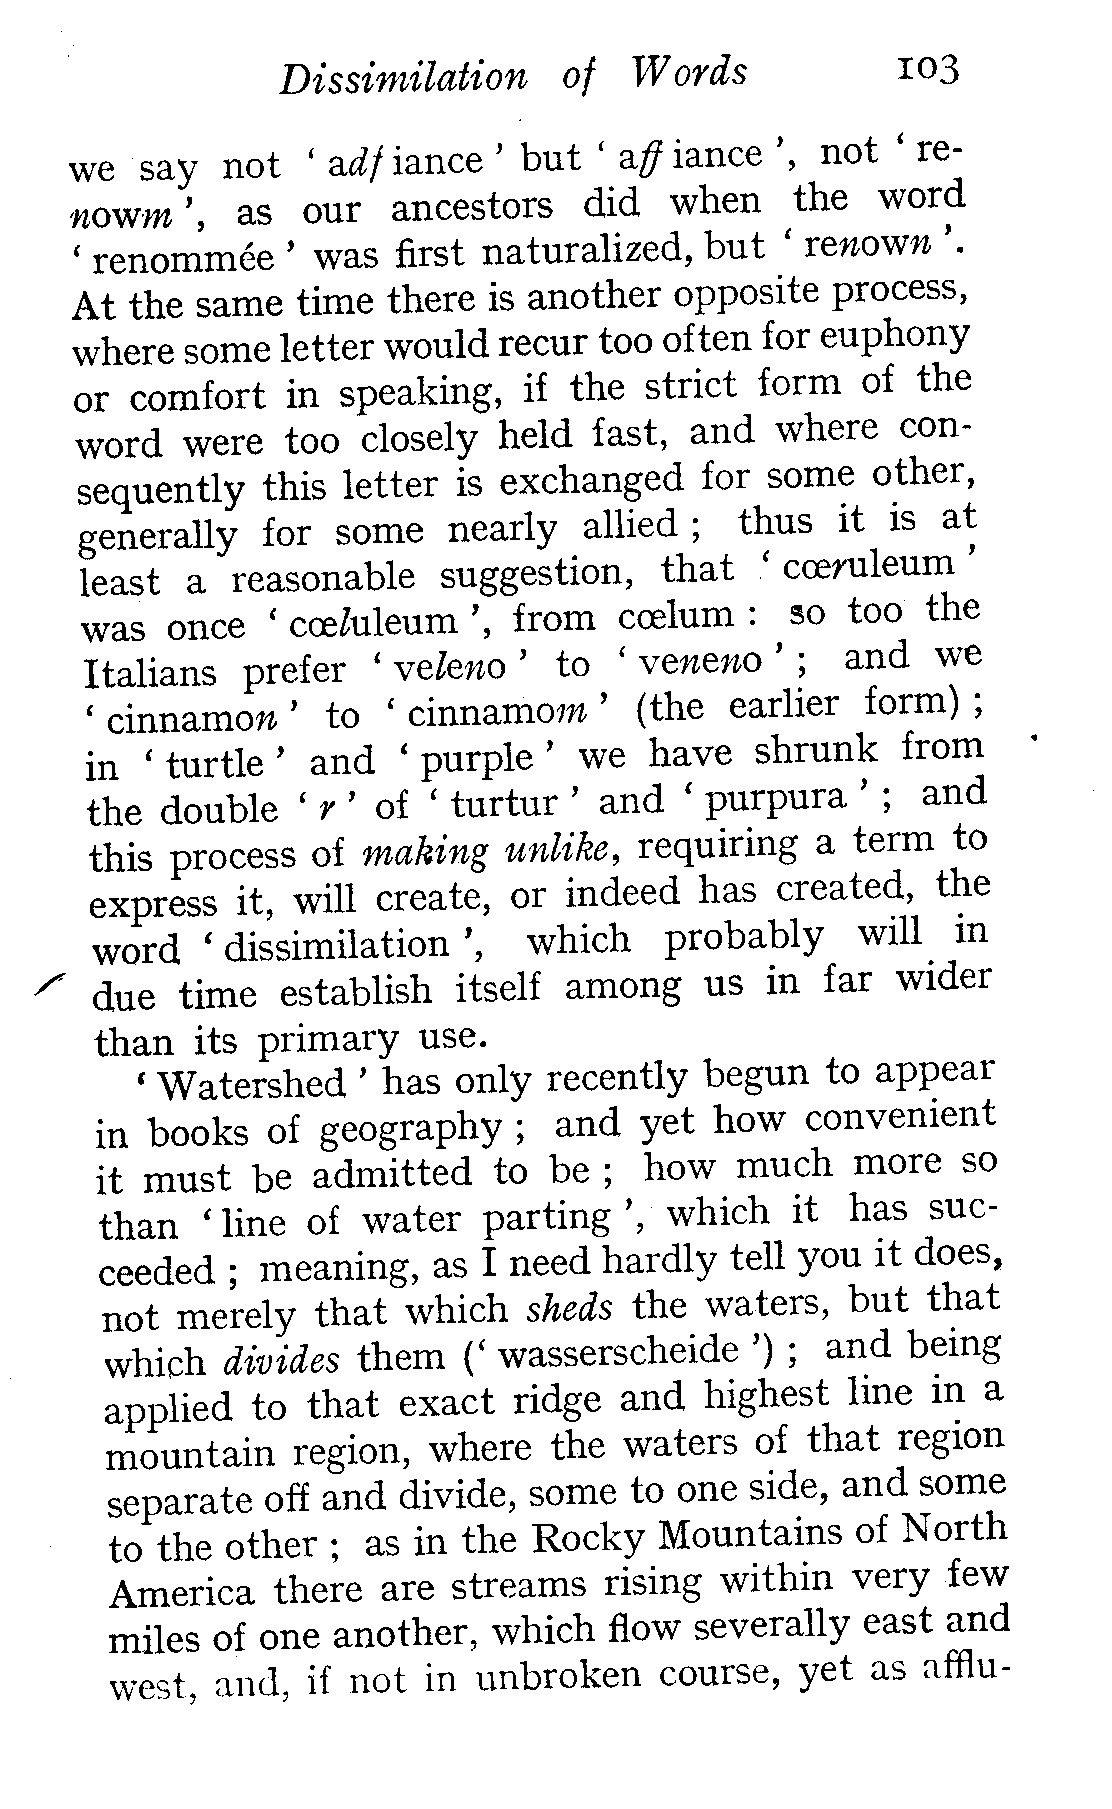 Dissimilation of Words 103
we say not ‘ adfiance ’ but ‘ affiance ’, not ‘ re-
nowm ’, as our ancestors did when the word
‘ renommée ’ was first naturalized, but ‘ renown ’.
At the same time there is another opposite process,
where some letter would recur too often for euphony
or comfort in speaking, if the strict form of the
word were too closely held fast, and where con-
sequently this letter is exchanged for some other,
generally for some nearly allied ; thus it is at
least a reasonable suggestion, that ‘ cœruleum ’
was once ‘ cœluleum ’, from cœlum : so too the
Italians prefer ‘ veleno ’ to ‘ veneno ’ ; and we
‘ cinnamon ’ to ‘ cinnamom ’ (the earlier form) ;
in ‘ turtle ’ and ‘ purple ’ we have shrunk from
the double ‘ r ’ of ‘ turtur ’ and ‘ purpura ’ ; and
this process of making unlike, requiring a term to
express it, will create, or indeed has created, the
word ‘ dissimilation ’, which probably will in
due time establish itself among us in far wider
than its primary use.
‘ Watershed ’ has only recently begun to appear
in books of geography ; and yet how convenient
it must be admitted to be ; how much more so
than ‘ line of water parting ’, which it has suc-
ceeded ; meaning, as I need hardly tell you it does,
not merely that which sheds the waters, but that
which divides them (‘ wasserscheide ’) ; and being
applied to that exact ridge and highest line in a
mountain region, where the waters of that region
separate off and divide, some to one side, and some
to the other ; as in the Rocky Mountains of North
America there are streams rising within very few
miles of one another, which flow severally east and
west, and, if not in unbroken course, yet as afflu-